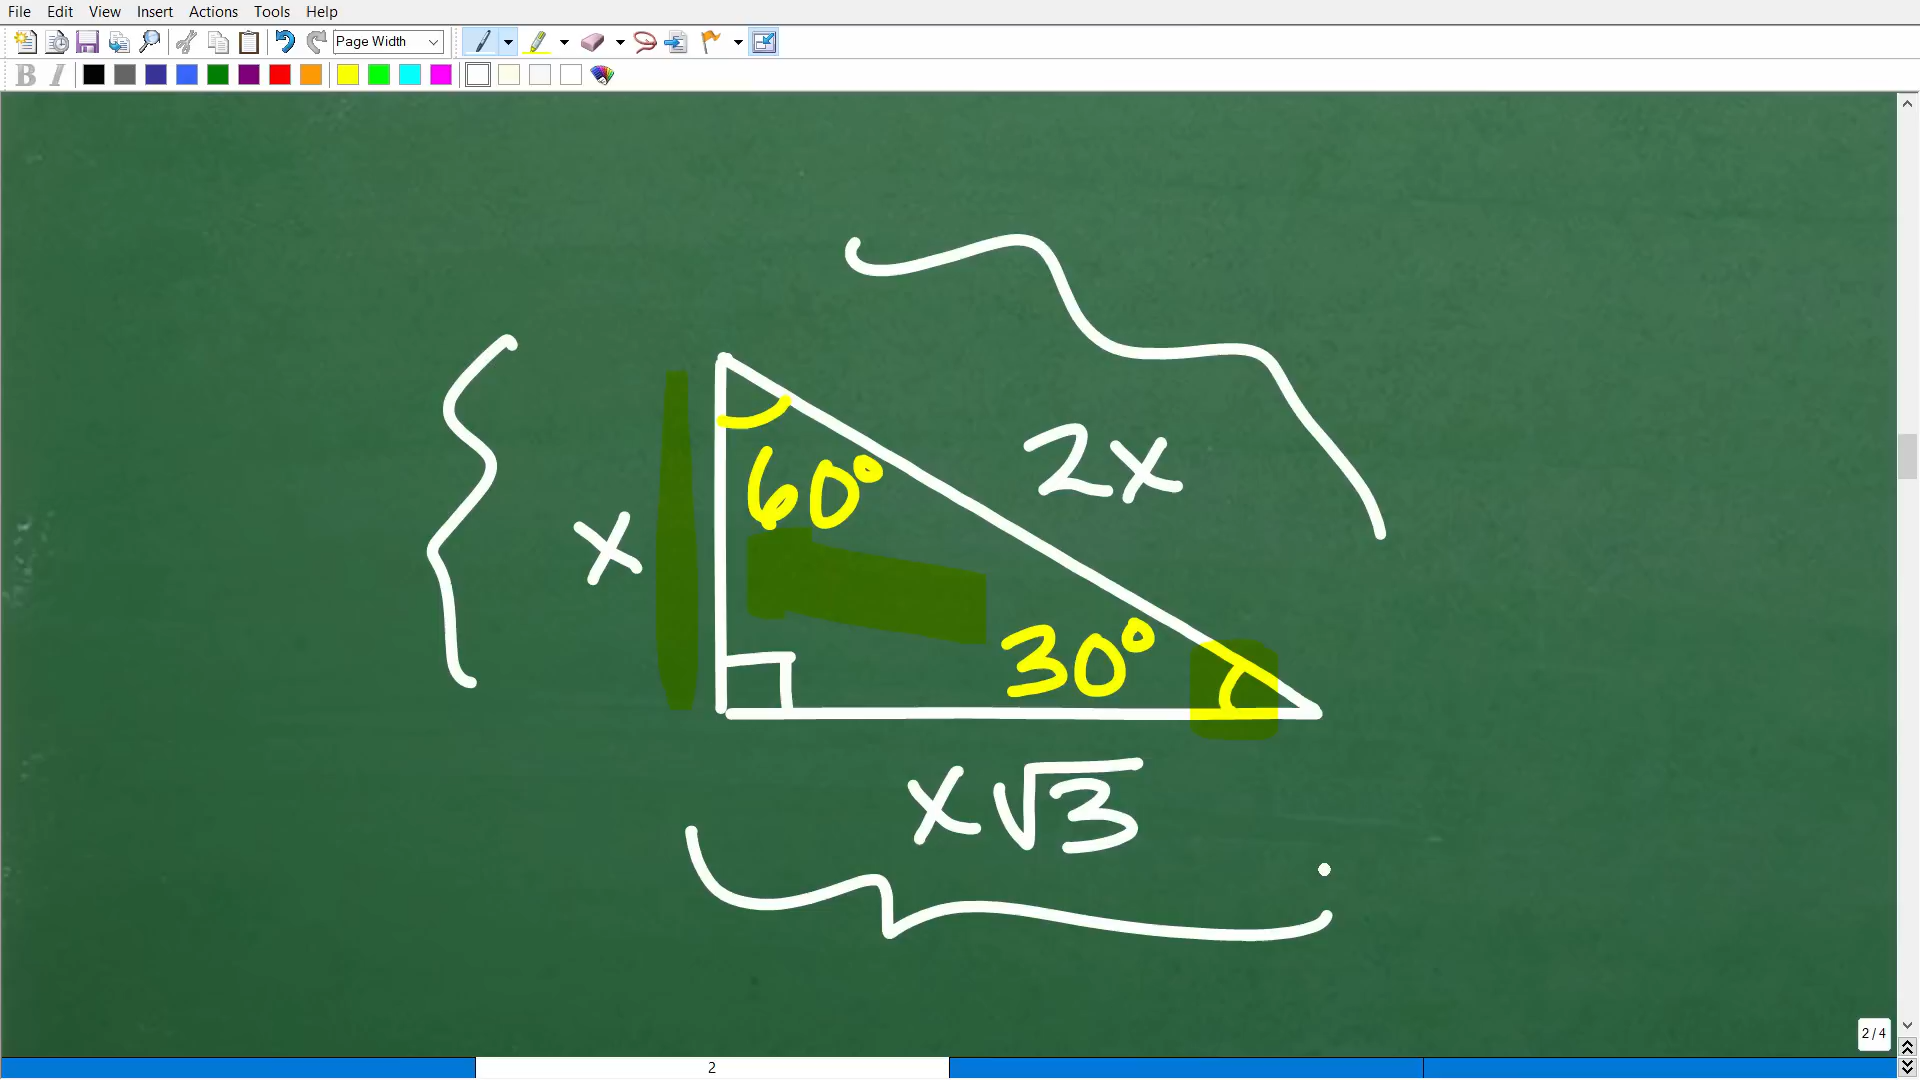 File Edit View Insert Actions Tools Help
Page Width
B I
2x
60°
x
30°
x√3
2 / 4
2